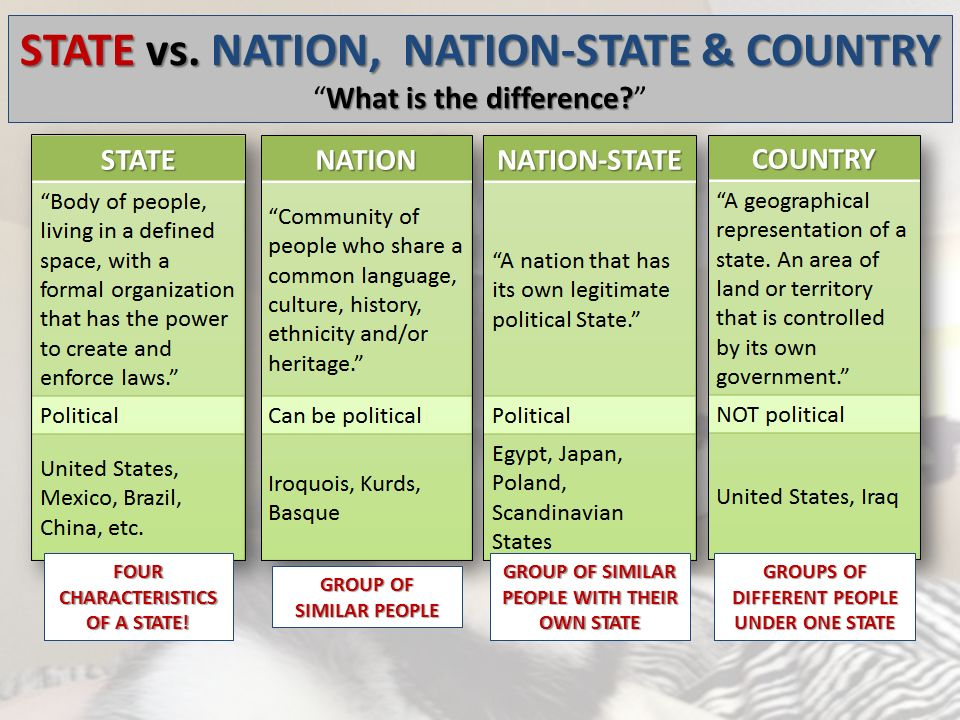 STATE vs. NATION, NATION-STATE & COUNTRY
“What is the difference?”
STATE
“Body of people,
living in a defined
space, with a
formal organization
that has the power
to create and
enforce laws.”
Political
United States,
Mexico, Brazil,
China, etc.
FOUR
CHARACTERISTICS
OF A STATE!
NATION
“Community of
people who share a
common language,
culture, history,
ethnicity and/or
heritage.”
Can be political
Iroquois, Kurds,
Basque
GROUP OF
SIMILAR PEOPLE
NATION-STATE
“A nation that has
its own legitimate
political State.”
Political
Egypt, Japan,
Poland,
Scandinavian
States
GROUP OF SIMILAR
PEOPLE WITH THEIR
OWN STATE
COUNTRY
“A geographical
representation of a
state. An area of
land or territory
that is controlled
by its own
government.”
NOT political
United States, Iraq
GROUPS OF
DIFFERENT PEOPLE
UNDER ONE STATE